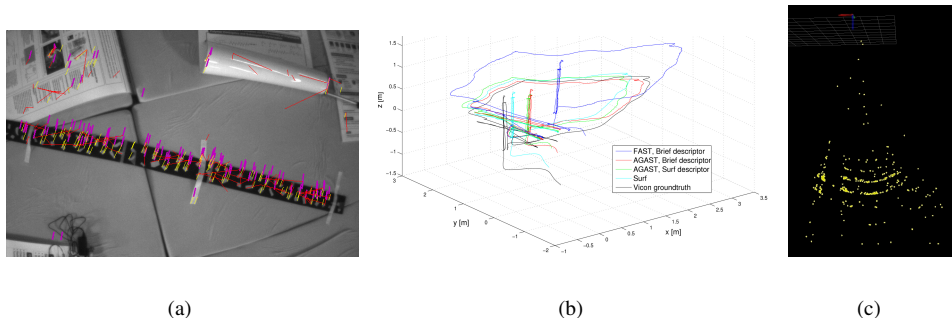 1.5
1
0.5
0
-0.5
-1
-1.5
z [m]
3
2
1
0
-1
-2
y [m]
-1
-0.5
0
0.5
1
1.5
2
2.5
3
3.5
x [m]
FAST, Brief descriptor
AGAST, Brief descriptor
AGAST, Surf descriptor
Surf
Vicon groundtruth
(a)
(b)
(c)